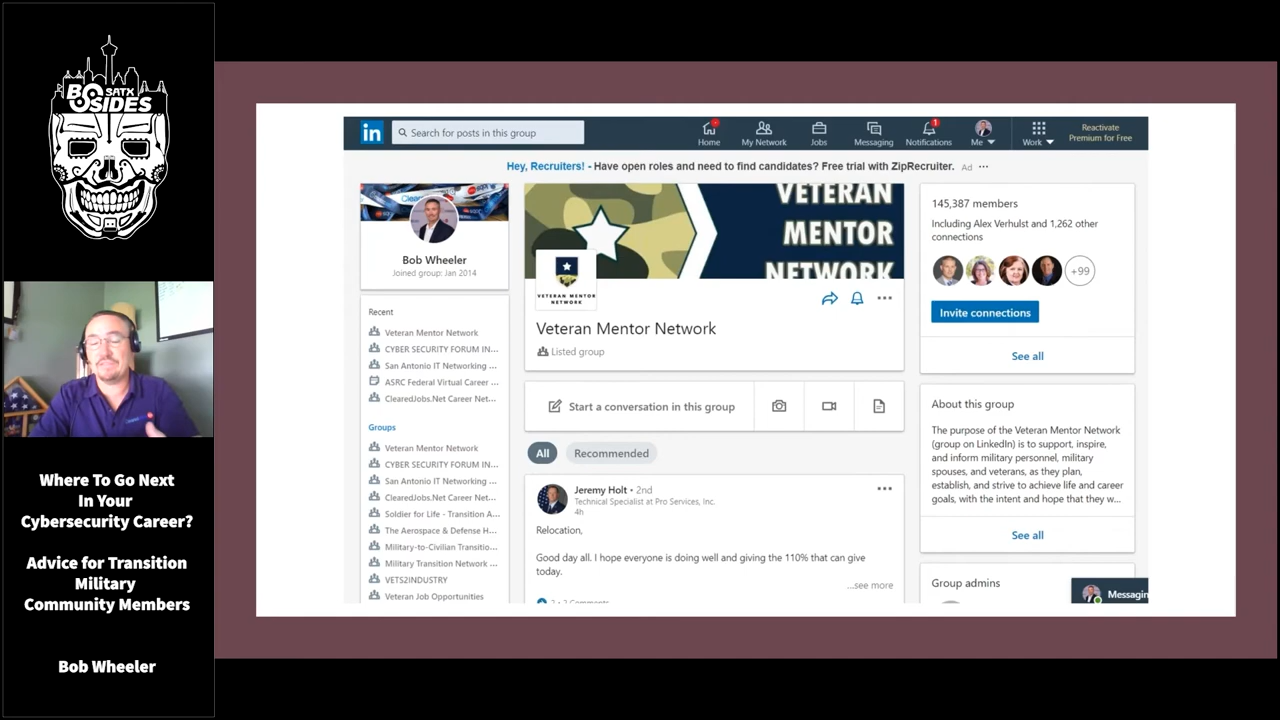 BSIDES
SATX
Where To Go Next
In Your
Cybersecurity Career?
Advice for Transition
Military
Community Members
Bob Wheeler
in
Search for posts in this group
Home
My Network
Jobs
Messaging
1
Notifications
Me
Work
Reactivate
Premium for Free
Hey, Recruiters! - Have open roles and need to find candidates? Free trial with ZipRecruiter. Ad ...
Bob Wheeler
Joined group: Jan 2014
Recent
Veteran Mentor Network
CYBER SECURITY FORUM IN...
San Antonio IT Networking ...
ASRC Federal Virtual Career ...
ClearedJobs.Net Career Net...
Groups
Veteran Mentor Network
CYBER SECURITY FORUM IN...
San Antonio IT Networking ...
ClearedJobs.Net Career Net...
Soldier for Life - Transition A...
The Aerospace & Defense H...
Military-to-Civilian Transitio...
Military Transition Network ...
VETS2INDUSTRY
Veteran Job Opportunities
VETERAN
MENTOR
NETWORK
VETERAN MENTOR
NETWORK
Veteran Mentor Network
Listed group
Start a conversation in this group
All
Recommended
Jeremy Holt • 2nd
Technical Specialist at Pro Services, Inc.
4h
Relocation,
Good day all. I hope everyone is doing well and giving the 110% that can give
today.
...see more
2 Comments
145,387 members
Including Alex Verhulst and 1,262 other
connections
+99
Invite connections
See all
About this group
The purpose of the Veteran Mentor Network
(group on LinkedIn) is to support, inspire,
and inform military personnel, military
spouses, and veterans, as they plan,
establish, and strive to achieve life and career
goals, with the intent and hope that they w...
See all
Group admins
Messagin